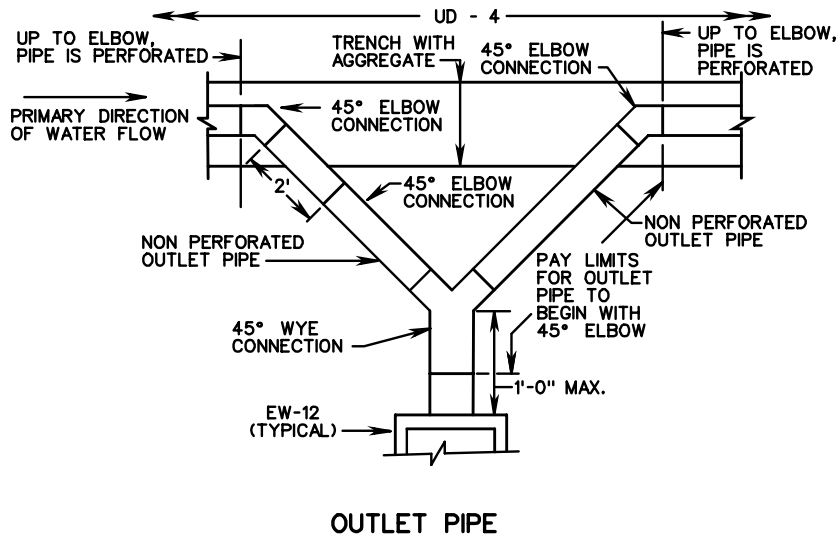 UD - 4
UP TO ELBOW,
PIPE IS PERFORATED
TRENCH WITH
AGGREGATE
45° ELBOW
CONNECTION
UP TO ELBOW,
PIPE IS
PERFORATED
PRIMARY DIRECTION
OF WATER FLOW
45° ELBOW
CONNECTION
2'
45° ELBOW
CONNECTION
NON PERFORATED
OUTLET PIPE
NON PERFORATED
OUTLET PIPE
PAY LIMITS
FOR OUTLET
PIPE TO
BEGIN WITH
45° ELBOW
45° WYE
CONNECTION
1'-0" MAX.
EW-12
(TYPICAL)
OUTLET PIPE